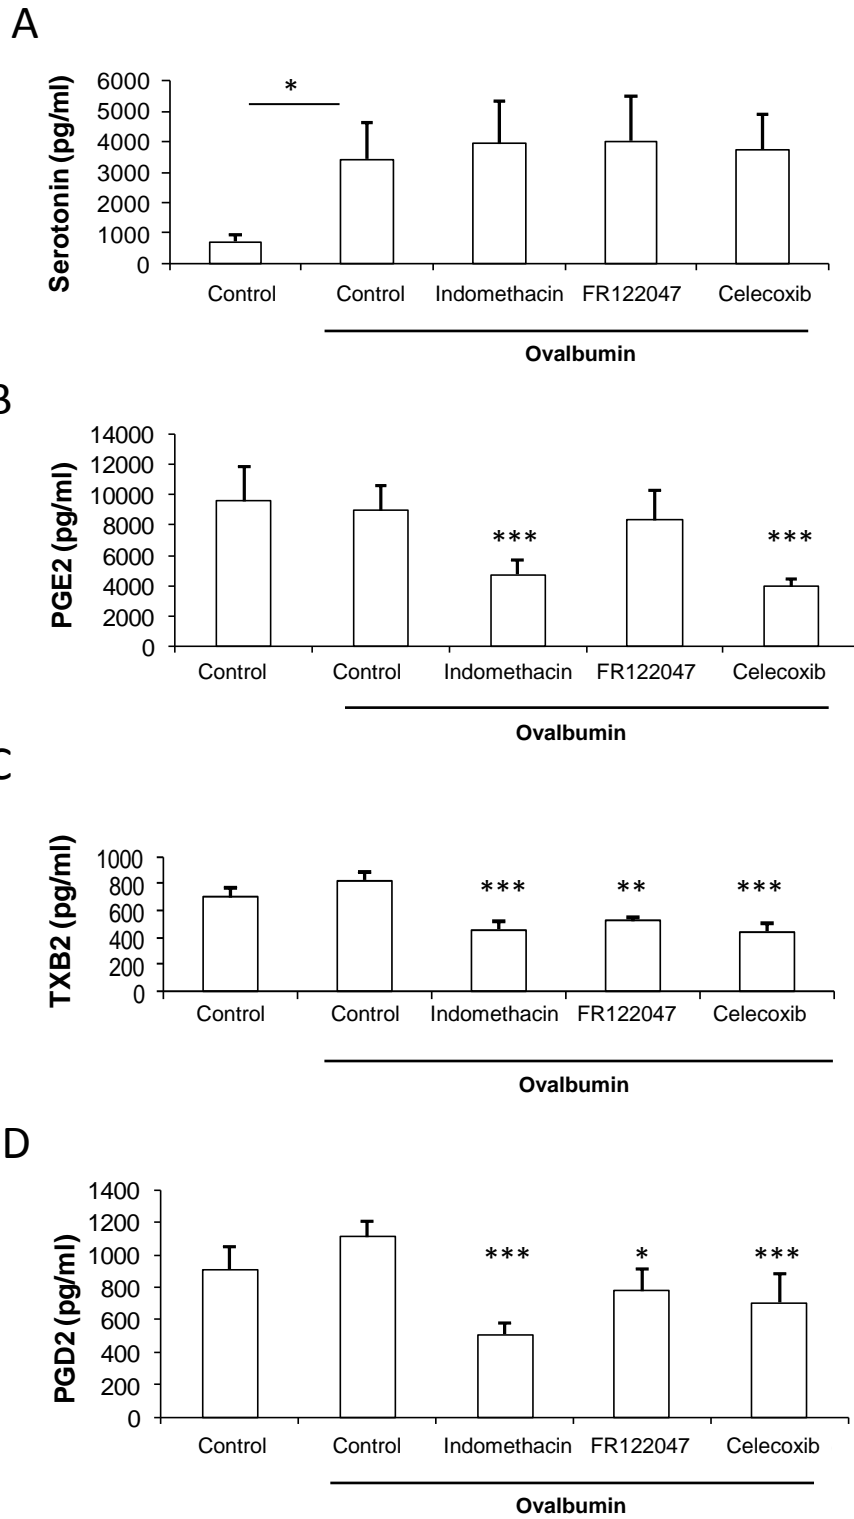 A
Serotonin (pg/ml)
6000
5000
4000
3000
2000
1000
0
*
Control Control Indomethacin FR122047 Celecoxib
Ovalbumin
B
PGE2 (pg/ml)
14000
12000
10000
8000
6000
4000
2000
0
*** ***
Control Control Indomethacin FR122047 Celecoxib
Ovalbumin
C
TXB2 (pg/ml)
1000
800
600
400
200
0
*** ** ***
Control Control Indomethacin FR122047 Celecoxib
Ovalbumin
D
PGD2 (pg/ml)
1400
1200
1000
800
600
400
200
0
*** * ***
Control Control Indomethacin FR122047 Celecoxib
Ovalbumin